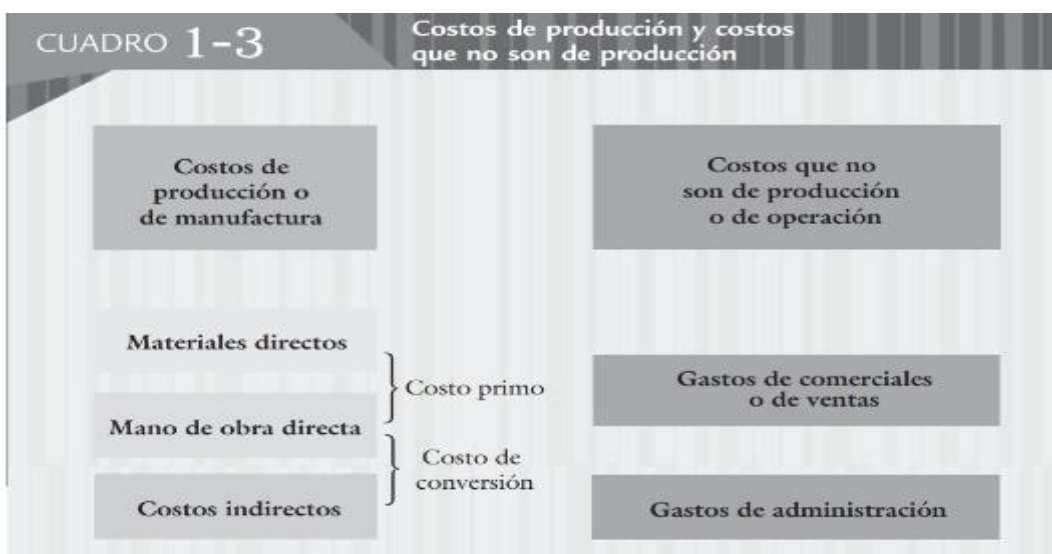 CUADRO 1-3
Costos de producción y costos
que no son de producción
Costos de
producción o
de manufactura
Costos que no
son de producción
o de operación
Materiales directos
Costo primo
Mano de obra directa
Costo de
conversión
Costos indirectos
Gastos de comerciales
o de ventas
Gastos de administración